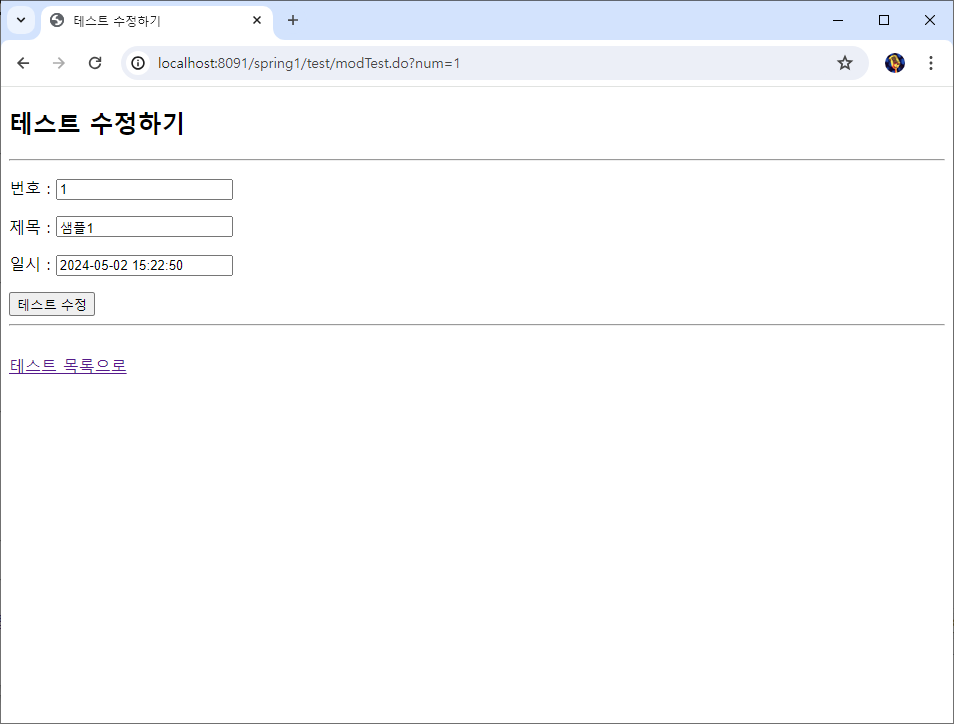 테스트 수정하기
localhost:8091/spring1/test/modTest.do?num=1
테스트 수정하기
번호 : 1
제목 : 샘플1
일시 : 2024-05-02 15:22:50
테스트 수정
테스트 목록으로